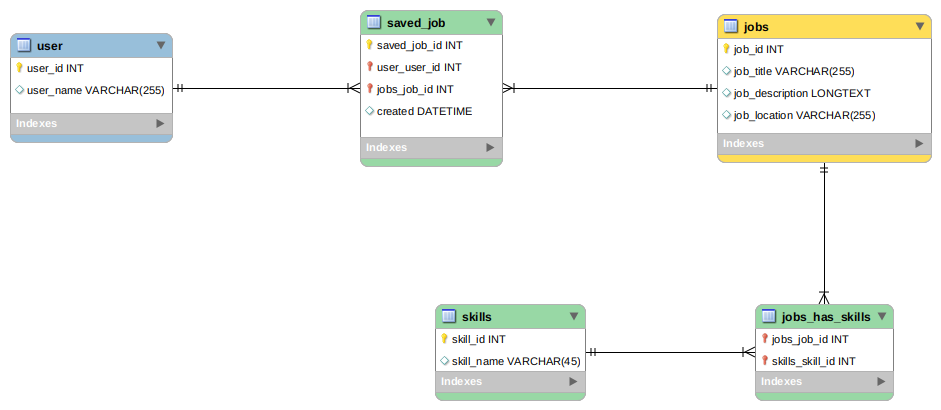 user
user_id INT
user_name VARCHAR(255)
Indexes
saved_job
saved_job_id INT
user_user_id INT
jobs_job_id INT
created DATETIME
Indexes
jobs
job_id INT
job_title VARCHAR(255)
job_description LONGTEXT
job_location VARCHAR(255)
Indexes
skills
skill_id INT
skill_name VARCHAR(45)
Indexes
jobs_has_skills
jobs_job_id INT
skills_skill_id INT
Indexes